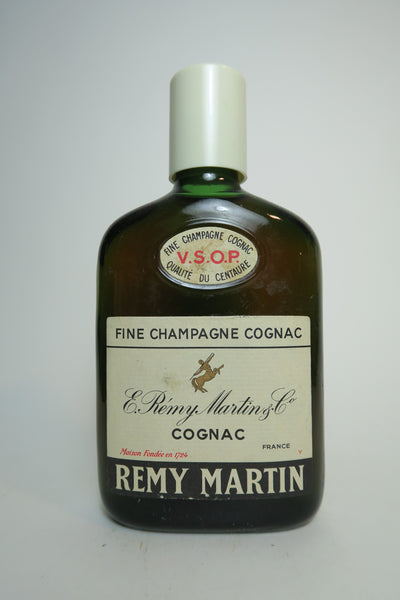 FINE CHAMPAGNE COGNAC
V.S.O.P.
QUALITÉ DU CENTAURE
FINE CHAMPAGNE COGNAC
E. Rémy Martin & Co
COGNAC
FRANCE
Maison Fondée en 1724
V
REMY MARTIN